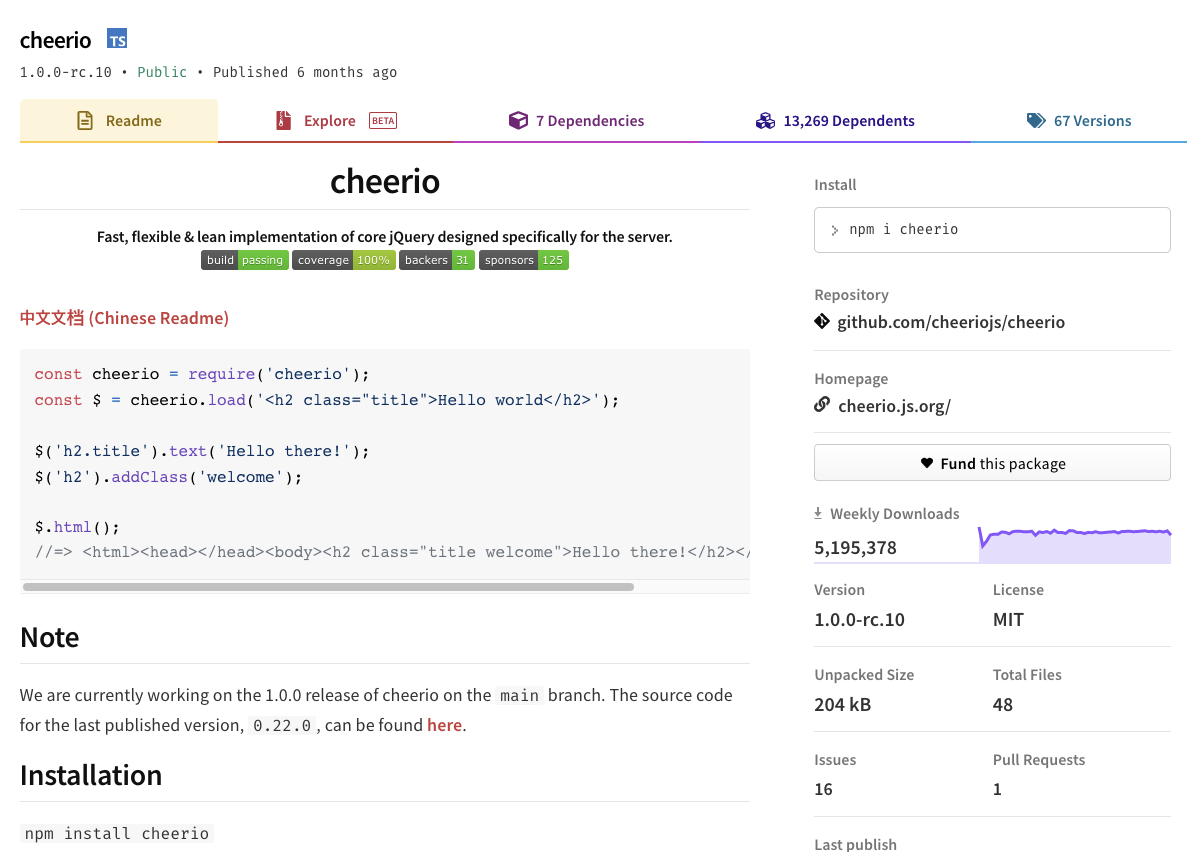 cheerio TS
1.0.0-rc.10 • Public • Published 6 months ago
Readme
Explore BETA
7 Dependencies
13,269 Dependents
67 Versions
cheerio
Fast, flexible & lean implementation of core jQuery designed specifically for the server.
build passing coverage 100% backers 31 sponsors 125
中文文档 (Chinese Readme)
const cheerio = require('cheerio');
const $ = cheerio.load('<h2 class="title">Hello world</h2>');
$('h2.title').text('Hello there!');
$('h2').addClass('welcome');
$.html();
//=> <html><head></head><body><h2 class="title welcome">Hello there!</h2></
Note
We are currently working on the 1.0.0 release of cheerio on the main branch. The source code
for the last published version, 0.22.0, can be found here.
Installation
npm install cheerio
Install
> npm i cheerio
Repository
github.com/cheeriojs/cheerio
Homepage
cheerio.js.org/
Fund this package
Weekly Downloads
5,195,378
Version
License
1.0.0-rc.10
MIT
Unpacked Size
Total Files
204 kB
48
Issues
Pull Requests
16
1
Last publish